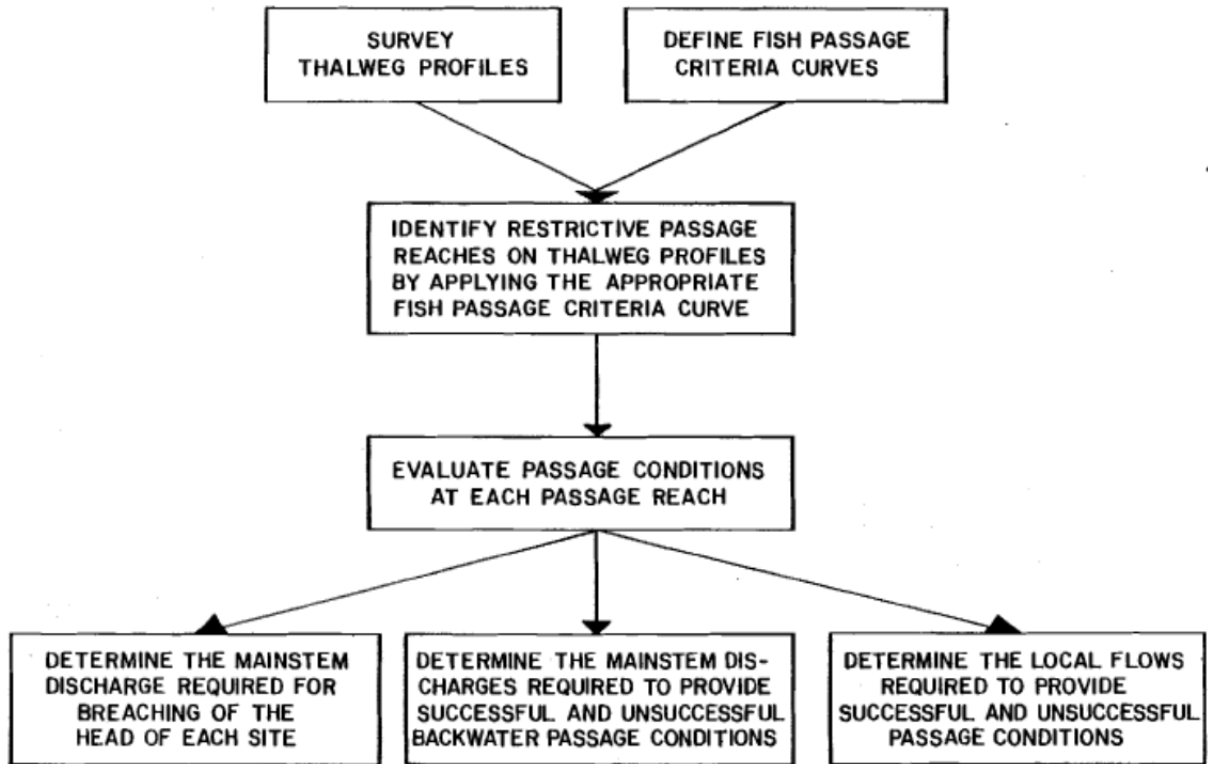 SURVEY
THALWEG PROFILES
DEFINE FISH PASSAGE
CRITERIA CURVES
IDENTIFY RESTRICTIVE PASSAGE
REACHES ON THALWEG PROFILES
BY APPLYING THE APPROPRIATE
FISH PASSAGE CRITERIA CURVE
EVALUATE PASSAGE CONDITIONS
AT EACH PASSAGE REACH
DETERMINE THE MAINSTEM
DISCHARGE REQUIRED FOR
BREACHING OF THE
HEAD OF EACH SITE
DETERMINE THE MAINSTEM DIS-
CHARGES REQUIRED TO PROVIDE
SUCCESSFUL AND UNSUCCESSFUL
BACKWATER PASSAGE CONDITIONS
DETERMINE THE LOCAL FLOWS
REQUIRED TO PROVIDE
SUCCESSFUL AND UNSUCCESSFUL
PASSAGE CONDITIONS